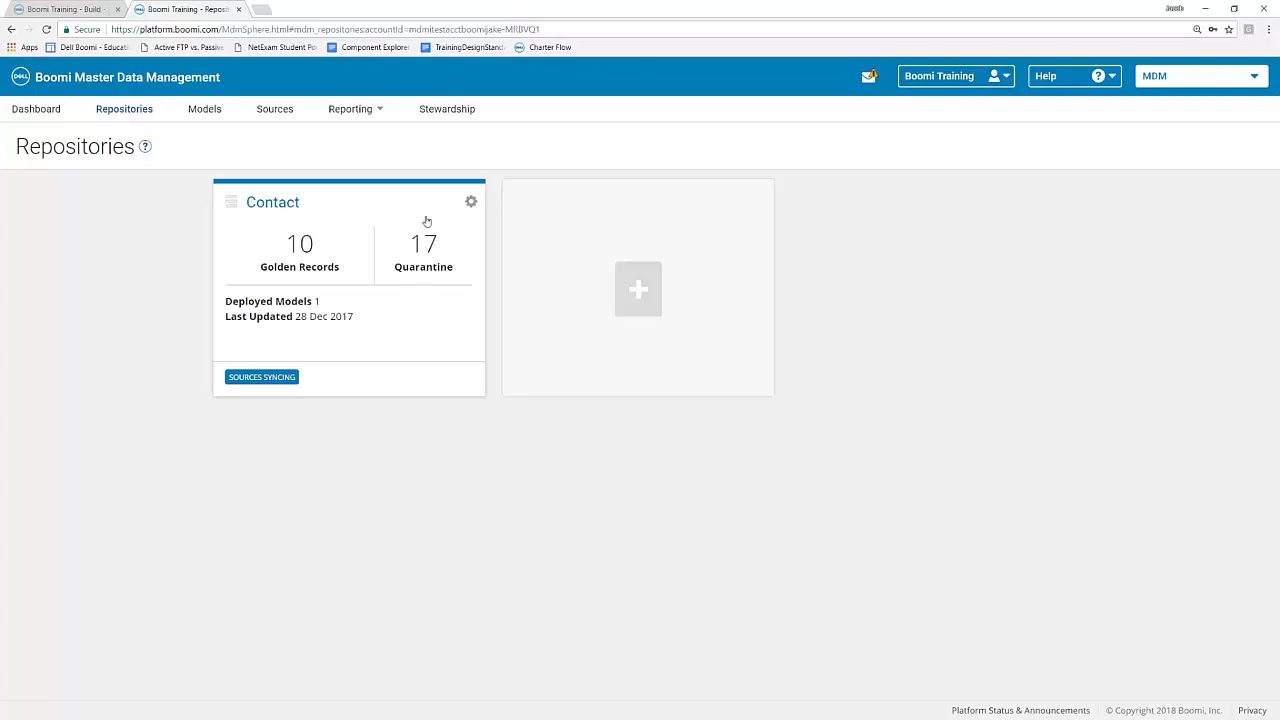 Boomi Training - Build -
Boomi Training - Reposit
Secure
https://platform.boomi.com/MdmSphere.html#mdm_repositories;accountId=mdmitestacctboomijake-MRBVQ1
Apps
Dell Boomi - Educati
Active FTP vs. Passiv
NetExam Student Po
Component Explorer
TrainingDesignStand
Charter Flow
DELL
Boomi Master Data Management
Boomi Training
Help
?
MDM
Dashboard
Repositories
Models
Sources
Reporting
Stewardship
Repositories ?
Contact
10
Golden Records
17
Quarantine
Deployed Models 1
Last Updated 28 Dec 2017
SOURCES SYNCING
Platform Status & Announcements
© Copyright 2018 Boomi, Inc.
Privacy